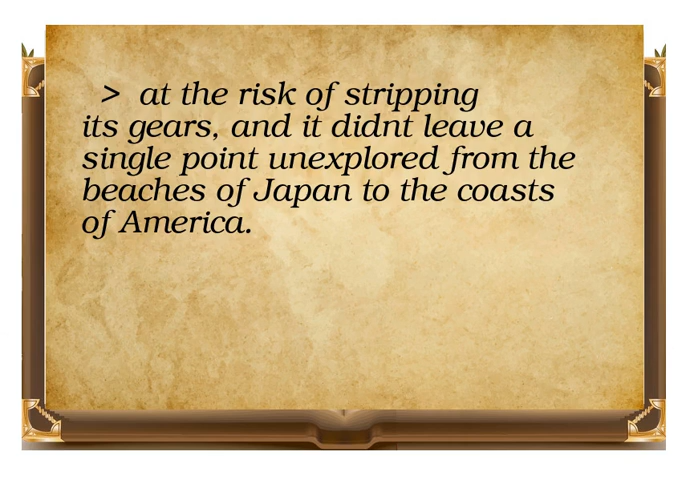 > at the risk of stripping
its gears, and it didnt leave a
single point unexplored from the
beaches of Japan to the coasts
of America.